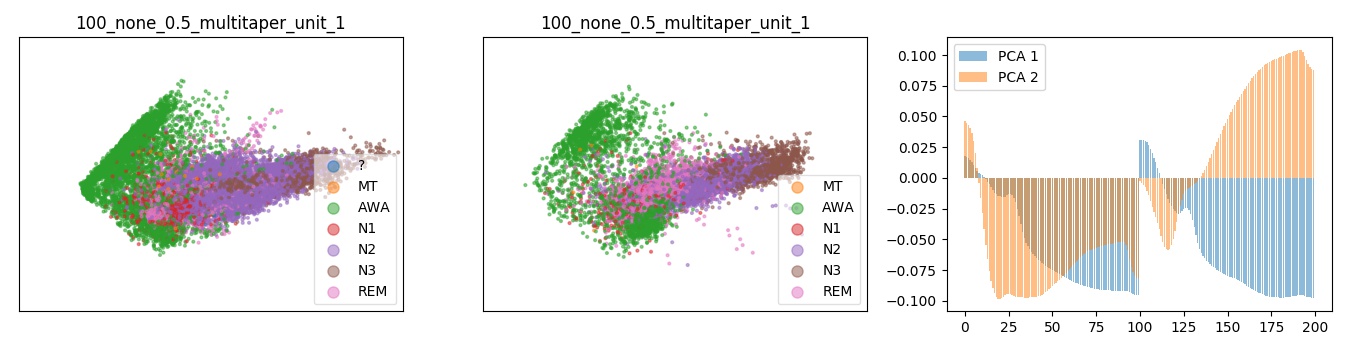 100_none_0.5_multitaper_unit_1
?
MT
AWA
N1
N2
N3
REM
100_none_0.5_multitaper_unit_1
MT
AWA
N1
N2
N3
REM
PCA 1
PCA 2
0.100
0.075
0.050
0.025
0.000
−0.025
−0.050
−0.075
−0.100
0 25 50 75 100 125 150 175 200